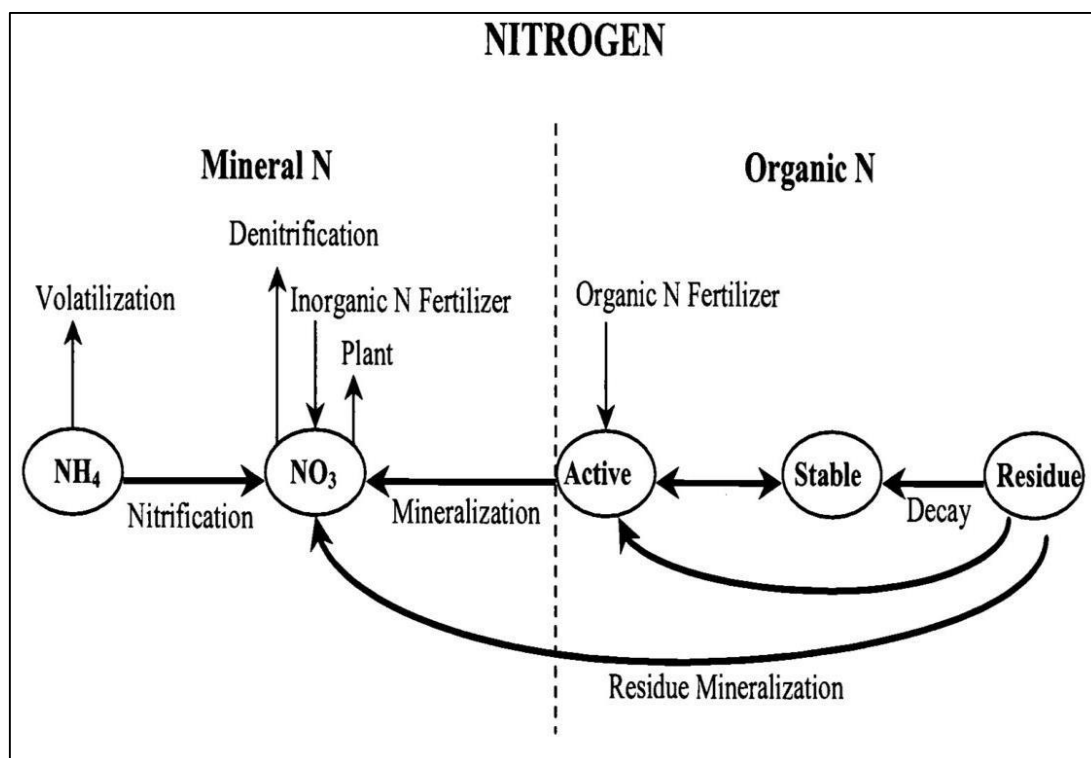 NITROGEN
Mineral N
Organic N
Denitrification
Volatilization
Inorganic N Fertilizer
Organic N Fertilizer
Plant
NH₄
NO₃
Active
Stable
Residue
Nitrification
Mineralization
Decay
Residue Mineralization